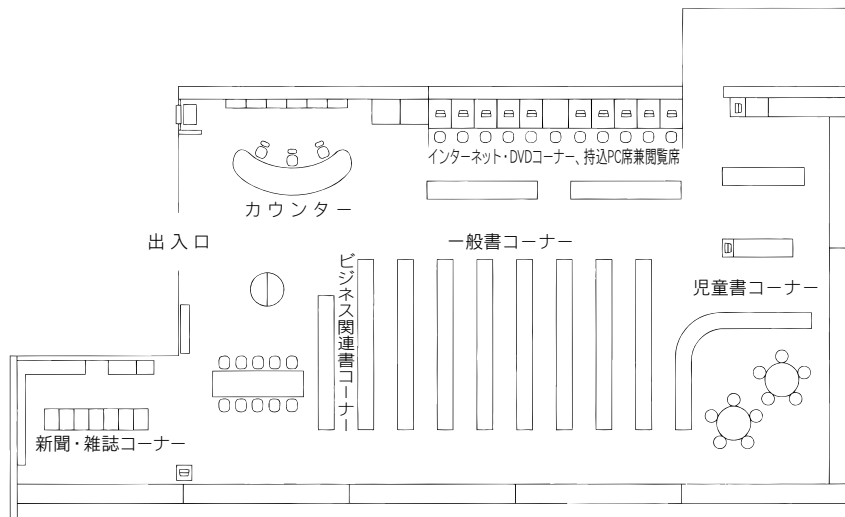 インターネット・DVDコーナー、持込PC席兼閲覧席
カウンター
出入口
一般書コーナー
ビジネス関連書コーナー
児童書コーナー
新聞・雑誌コーナー